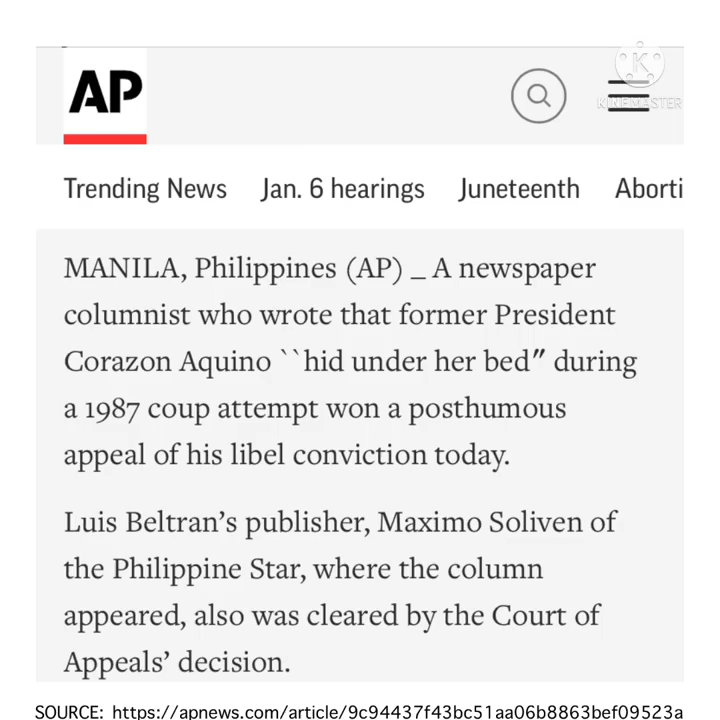 AP
K
KINEMASTER
Trending News Jan. 6 hearings Juneteenth Aborti
MANILA, Philippines (AP) _ A newspaper
columnist who wrote that former President
Corazon Aquino ``hid under her bed″ during
a 1987 coup attempt won a posthumous
appeal of his libel conviction today.
Luis Beltran’s publisher, Maximo Soliven of
the Philippine Star, where the column
appeared, also was cleared by the Court of
Appeals’ decision.
SOURCE: https://apnews.com/article/9c94437f43bc51aa06b8863bef09523a